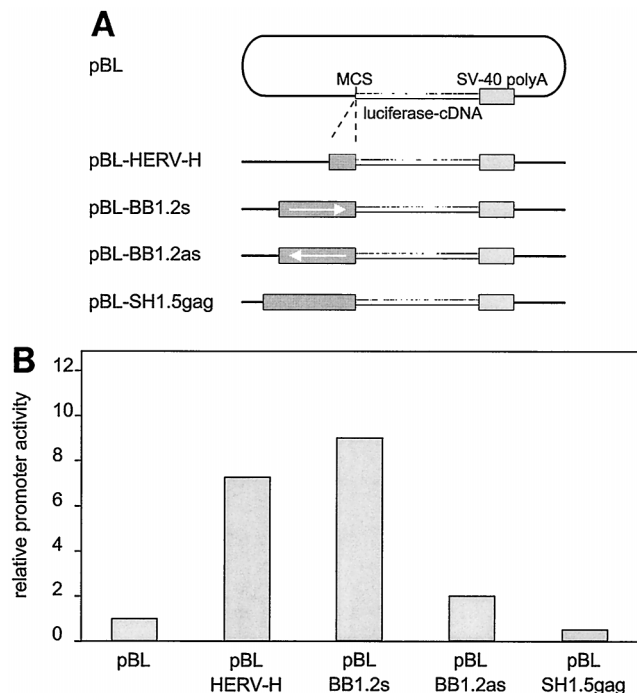 A
pBL
MCS
SV-40 polyA
luciferase-cDNA
pBL-HERV-H
pBL-BB1.2s
pBL-BB1.2as
pBL-SH1.5gag
B
relative promoter activity
12
10
8
6
4
2
0
pBL
pBL HERV-H
pBL BB1.2s
pBL BB1.2as
pBL SH1.5gag